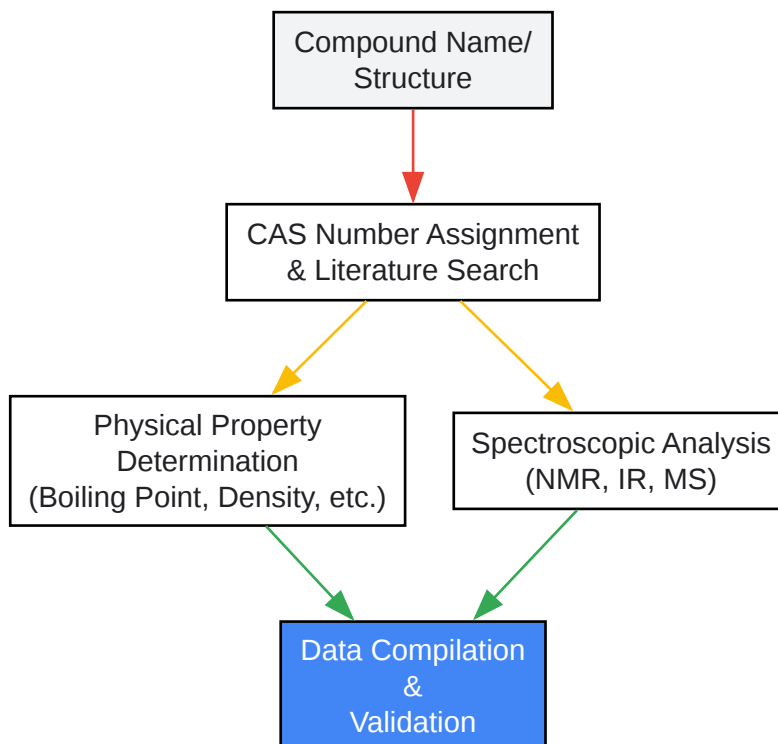 Compound Name/
Structure
CAS Number Assignment
& Literature Search
Physical Property
Determination
(Boiling Point, Density, etc.)
Spectroscopic Analysis
(NMR, IR, MS)
Data Compilation
&
Validation